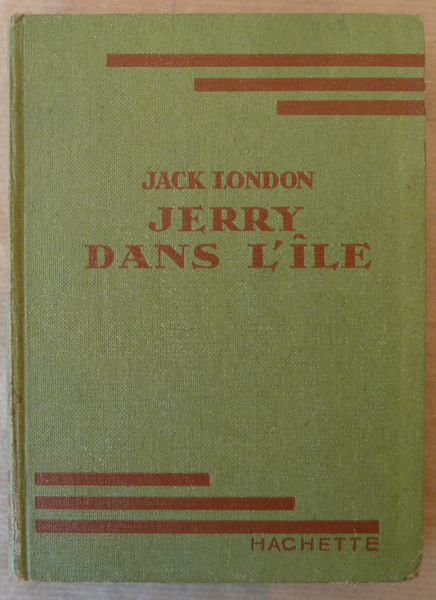 JACK LONDON
JERRY
DANS L'ÎLE
HACHETTE